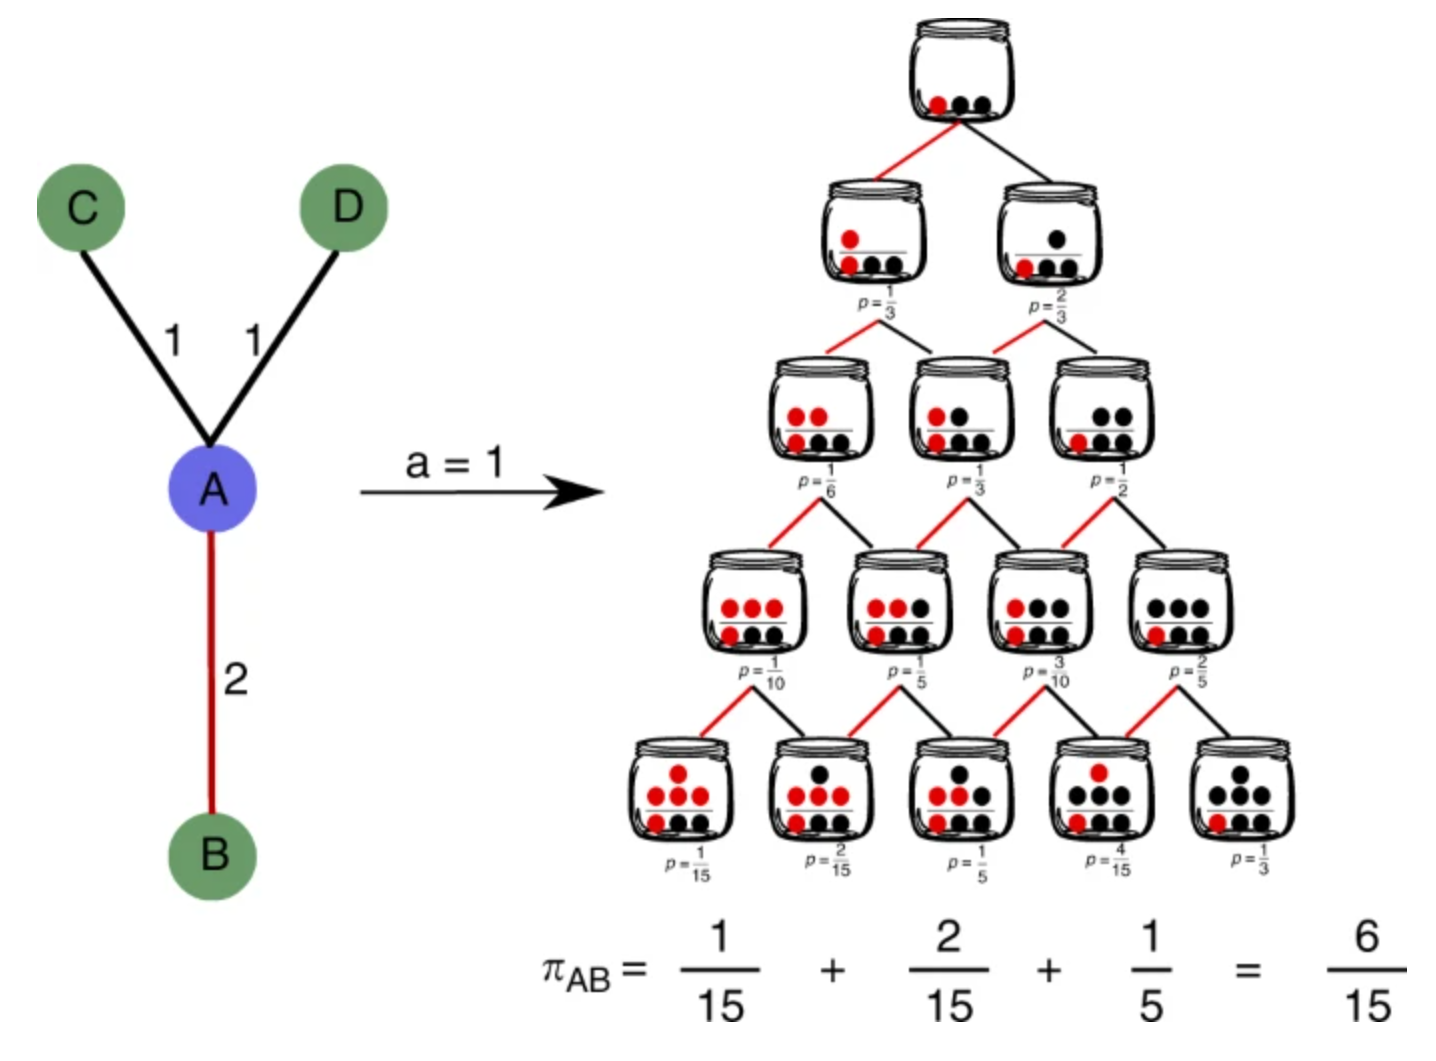 C
D
1
1
A
2
B
a = 1
p = 1/3
p = 2/3
p = 1/6
p = 1/3
p = 1/2
p = 1/10
p = 1/5
p = 3/10
p = 2/5
p = 1/15
p = 2/15
p = 1/5
p = 4/15
p = 1/3
πAB = 1/15 + 2/15 + 1/5 = 6/15